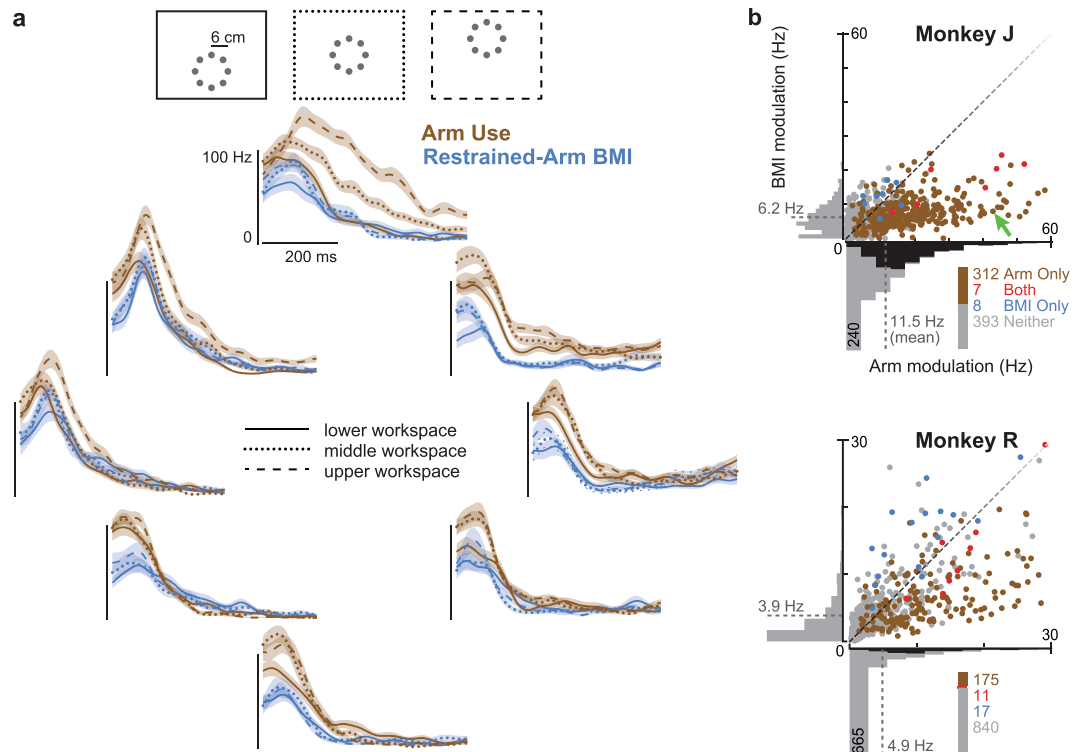 a
6 cm
Arm Use
Restrained-Arm BMI
100 Hz
0
200 ms
lower workspace
middle workspace
upper workspace
b
Monkey J
60
BMI modulation (Hz)
6.2 Hz
0
60
312 Arm Only
7 Both
8 BMI Only
393 Neither
240
11.5 Hz
(mean)
Arm modulation (Hz)
Monkey R
30
3.9 Hz
0
30
175
11
17
840
665
4.9 Hz